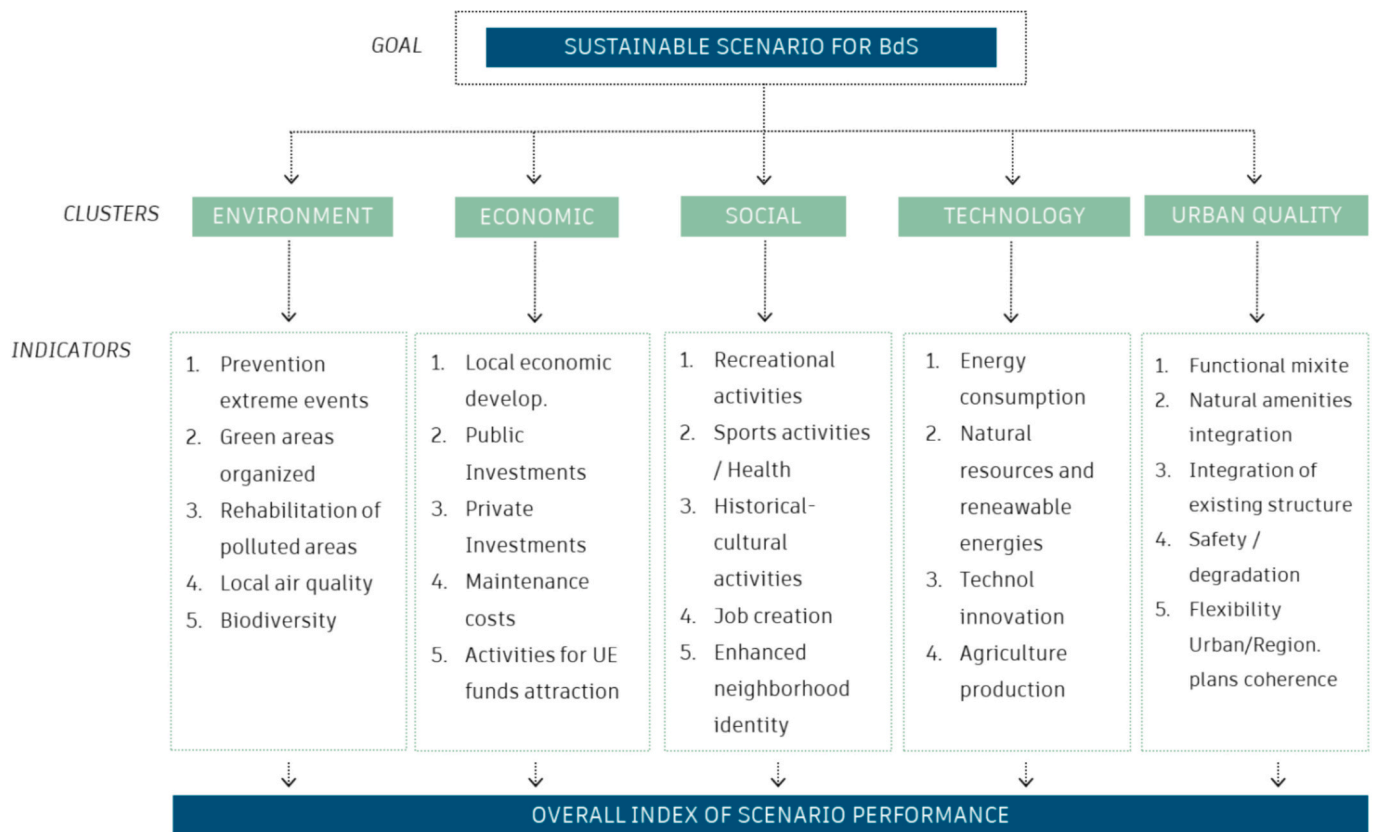 GOAL
SUSTAINABLE SCENARIO FOR BdS
CLUSTERS
ENVIRONMENT
ECONOMIC
SOCIAL
TECHNOLOGY
URBAN QUALITY
INDICATORS
1. Prevention
extreme events
2. Green areas
organized
3. Rehabilitation of
polluted areas
4. Local air quality
5. Biodiversity
1. Local economic
develop.
2. Public
Investments
3. Private
Investments
4. Maintenance
costs
5. Activities for UE
funds attraction
1. Recreational
activities
2. Sports activities
/ Health
3. Historical-
cultural
activities
4. Job creation
5. Enhanced
neighborhood
identity
1. Energy
consumption
2. Natural
resources and
reneawable
energies
3. Technol
innovation
4. Agriculture
production
1. Functional mixite
2. Natural amenities
integration
3. Integration of
existing structure
4. Safety /
degradation
5. Flexibility
Urban/Region.
plans coherence
OVERALL INDEX OF SCENARIO PERFORMANCE